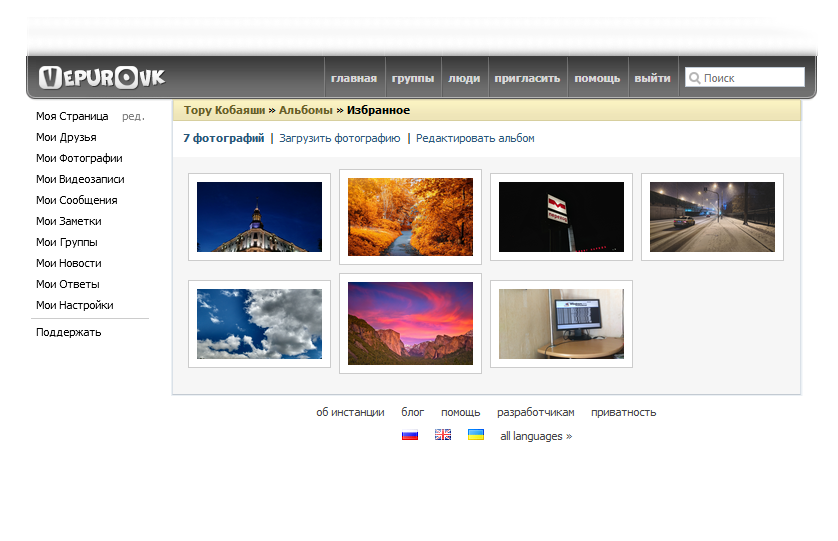 VEPUROVK
главная группы люди пригласить помощь выйти Поиск
Моя Страница ред.
Мои Друзья
Мои Фотографии
Мои Видеозаписи
Мои Сообщения
Мои Заметки
Мои Группы
Мои Новости
Мои Ответы
Мои Настройки
Поддержать
Тору Кобаяши » Альбомы » Избранное
7 фотографий | Загрузить фотографию | Редактировать альбом
об инстанции блог помощь разработчикам приватность
all languages »